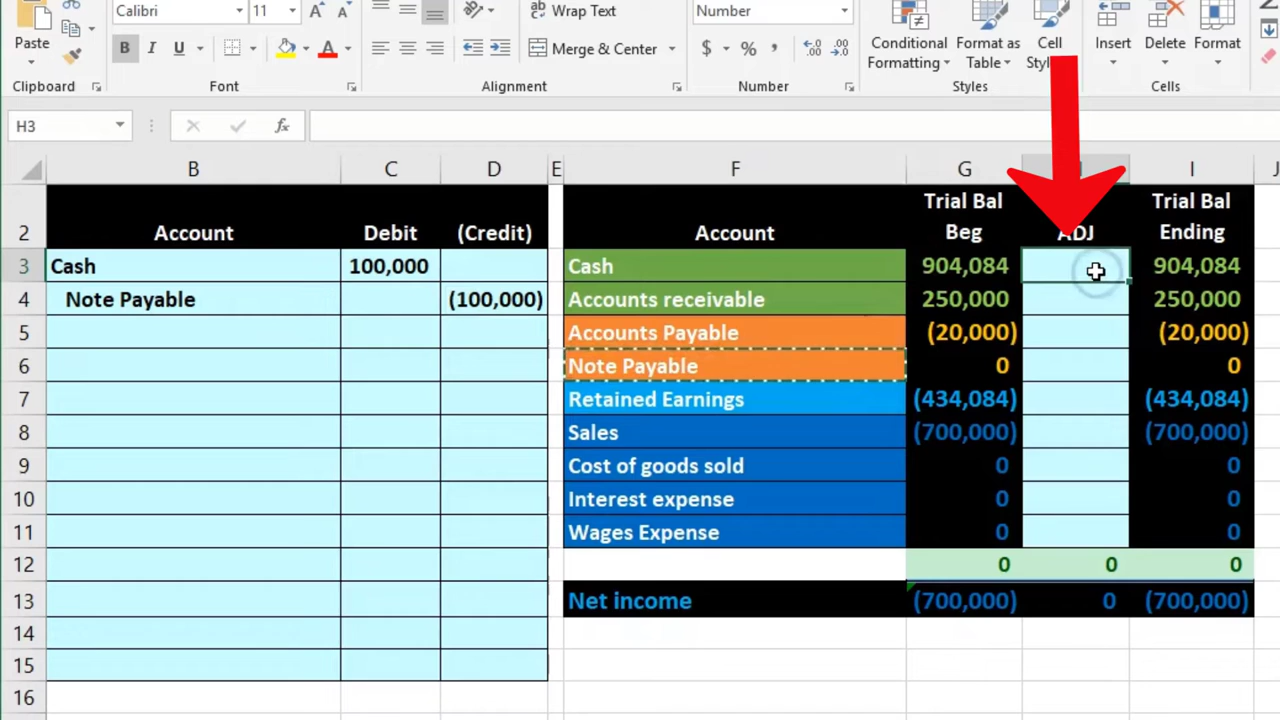 Calibri 11 Wrap Text Number
Paste B I U A Merge & Center $ % Conditional Formatting Format as Table Cell Insert Delete Format
Clipboard Font Alignment Number Styles Cells
H3 fx
B C D E F G I J
2 Account Debit (Credit) Account Trial Bal Beg ADJ Trial Bal Ending
3 Cash 100,000 Cash 904,084 904,084
4 Note Payable (100,000) Accounts receivable 250,000 250,000
5 Accounts Payable (20,000) (20,000)
6 Note Payable 0 0
7 Retained Earnings (434,084) (434,084)
8 Sales (700,000) (700,000)
9 Cost of goods sold 0 0
10 Interest expense 0 0
11 Wages Expense 0 0
12 0 0 0
13 Net income (700,000) 0 (700,000)
14
15
16